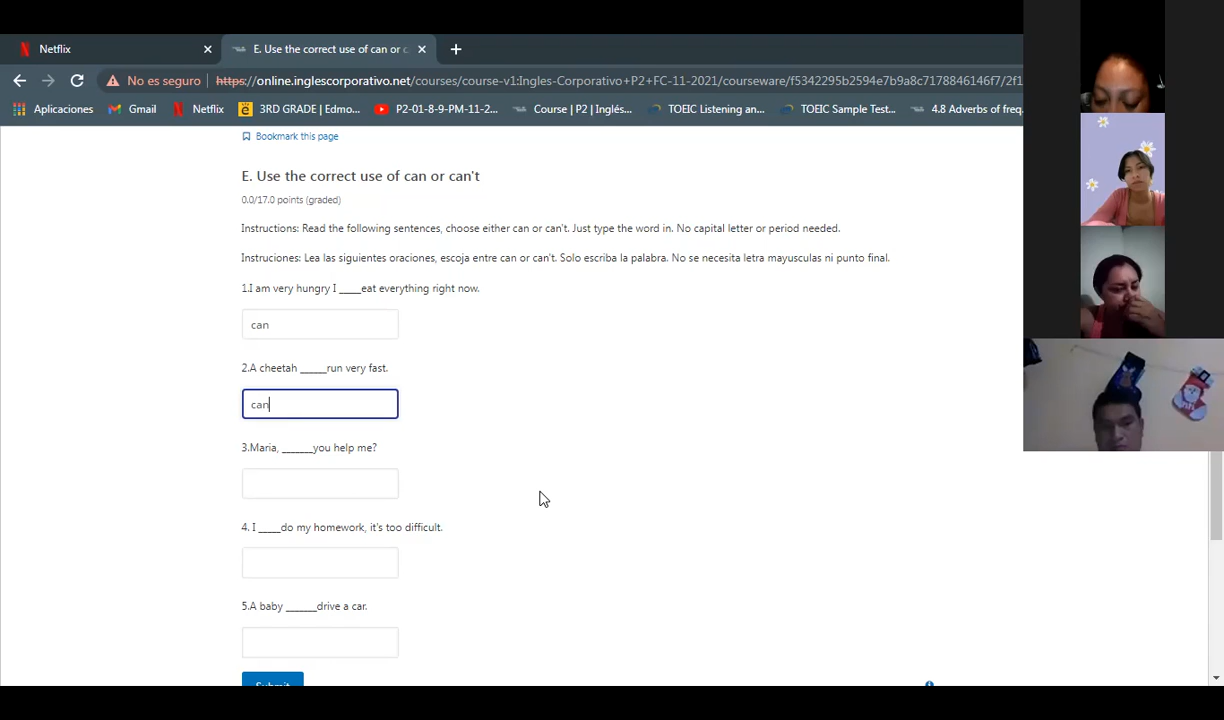 Netflix
E. Use the correct use of can or c
No es seguro
https://online.inglescorporativo.net/courses/course-v1:Ingles-Corporativo+P2+FC-11-2021/courseware/f5342295b2594e7b9a8c7178846146f7/2f1
Aplicaciones
Gmail
Netflix
3RD GRADE | Edmo...
P2-01-8-9-PM-11-2...
Course | P2 | Inglés...
TOEIC Listening an...
TOEIC Sample Test...
4.8 Adverbs of freq
Bookmark this page
E. Use the correct use of can or can't
0.0/17.0 points (graded)
Instructions: Read the following sentences, choose either can or can't. Just type the word in. No capital letter or period needed.
Instruciones: Lea las siguientes oraciones, escoja entre can or can't. Solo escriba la palabra. No se necesita letra mayusculas ni punto final.
1.I am very hungry I _____eat everything right now.
can
2.A cheetah ______run very fast.
can
3.Maria, _______you help me?
4. I _____do my homework, it's too difficult.
5.A baby _______drive a car.
Submit